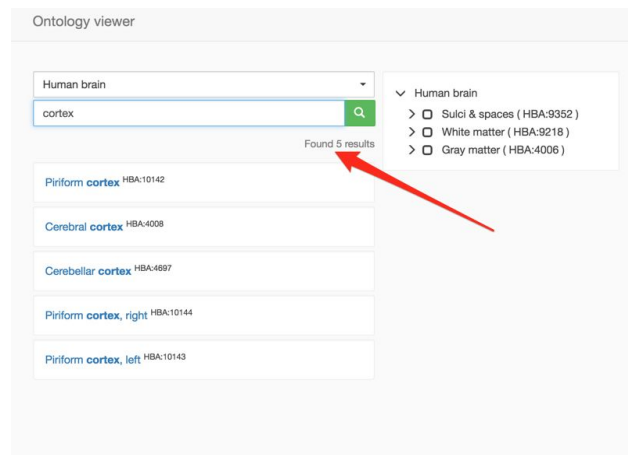 Ontology viewer
Human brain
cortex
Found 5 results
Piriform cortex HBA:10142
Cerebral cortex HBA:4008
Cerebellar cortex HBA:4697
Piriform cortex, right HBA:10144
Piriform cortex, left HBA:10143
Human brain
Sulci & spaces ( HBA:9352 )
White matter ( HBA:9218 )
Gray matter ( HBA:4006 )